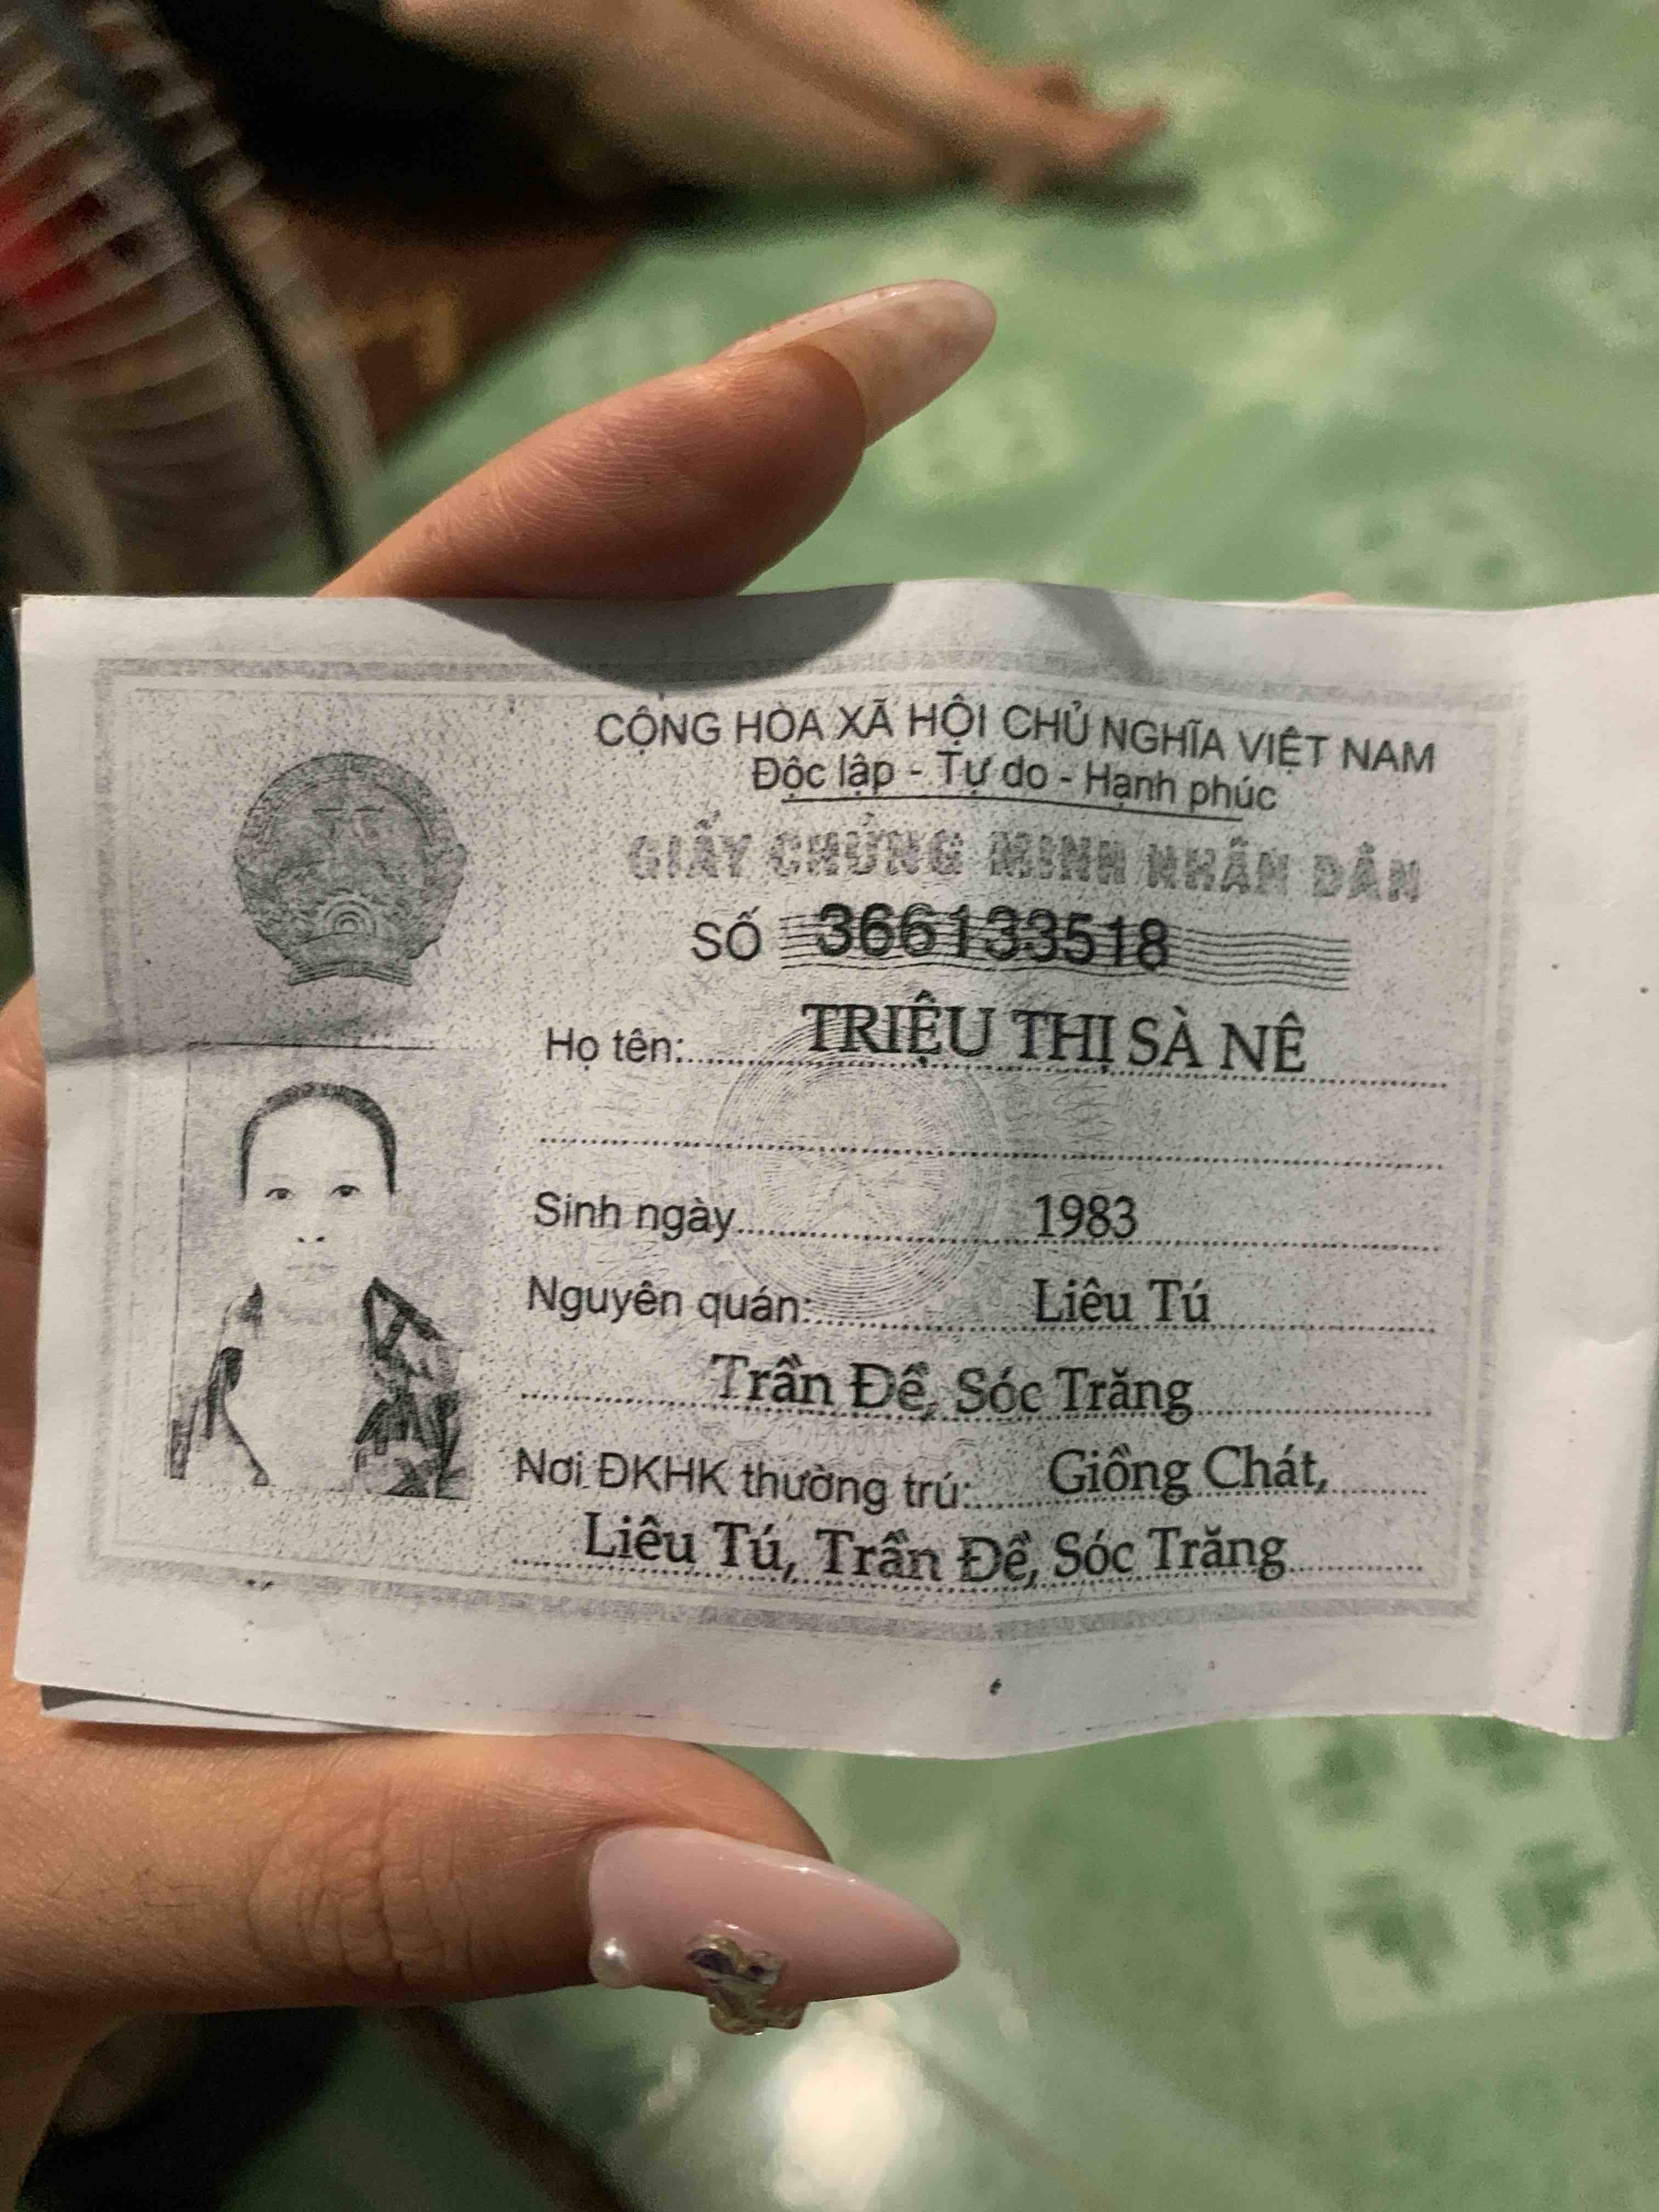 CỘNG HÒA XÃ HỘI CHỦ NGHĨA VIỆT NAM
Độc lập - Tự do - Hạnh phúc
GIẤY CHỨNG MINH NHÂN DÂN
SỐ 366133518
Họ tên: TRIỆU THỊ SÀ NÊ
Sinh ngày 1983
Nguyên quán: Liêu Tú
Trần Đề, Sóc Trăng
Nơi ĐKHK thường trú: Giồng Chát,
Liêu Tú, Trần Đề, Sóc Trăng